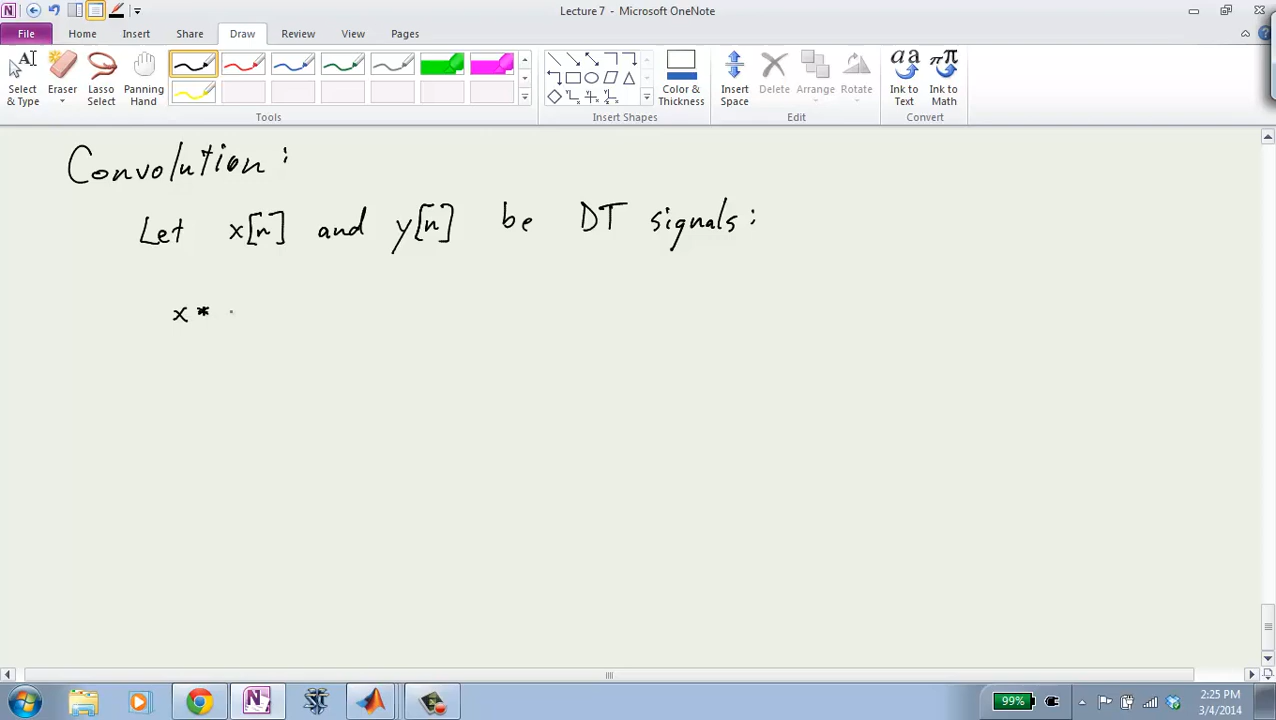 Lecture 7 - Microsoft OneNote
File Home Insert Share Draw Review View Pages
Select & Type Eraser Lasso Select Panning Hand Color & Thickness Insert Space Delete Arrange Rotate Ink to Text Ink to Math
Tools Insert Shapes Edit Convert
Convolution:
Let x[n] and y[n] be DT signals:
x *
99% 2:25 PM
3/4/2014